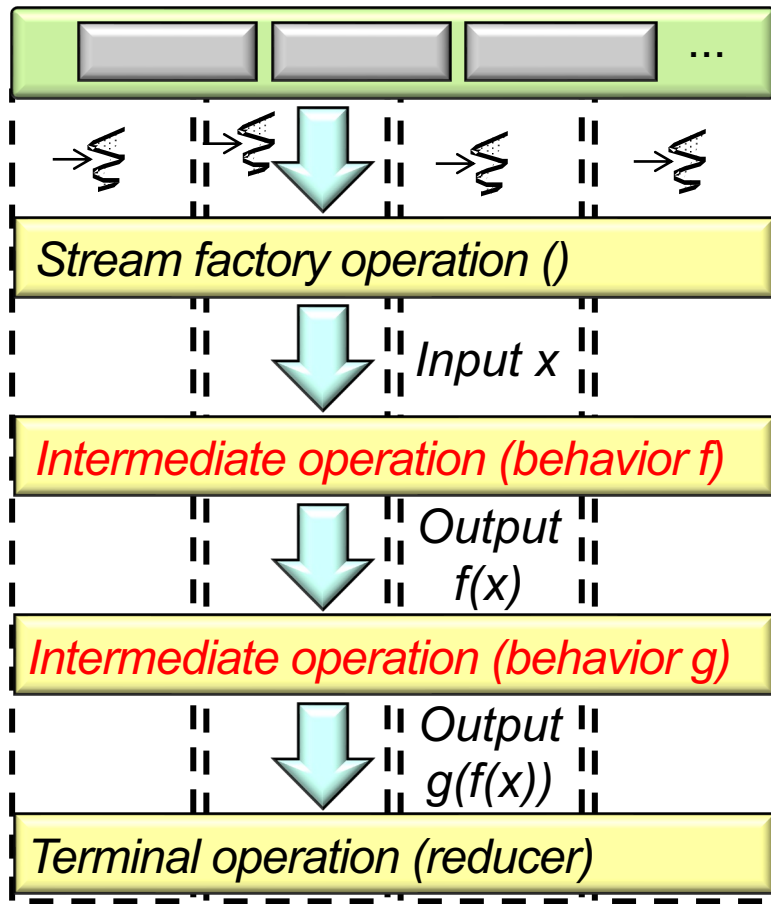 ...
Stream factory operation ()
Input x
Intermediate operation (behavior f)
Output
f(x)
Intermediate operation (behavior g)
Output
g(f(x))
Terminal operation (reducer)